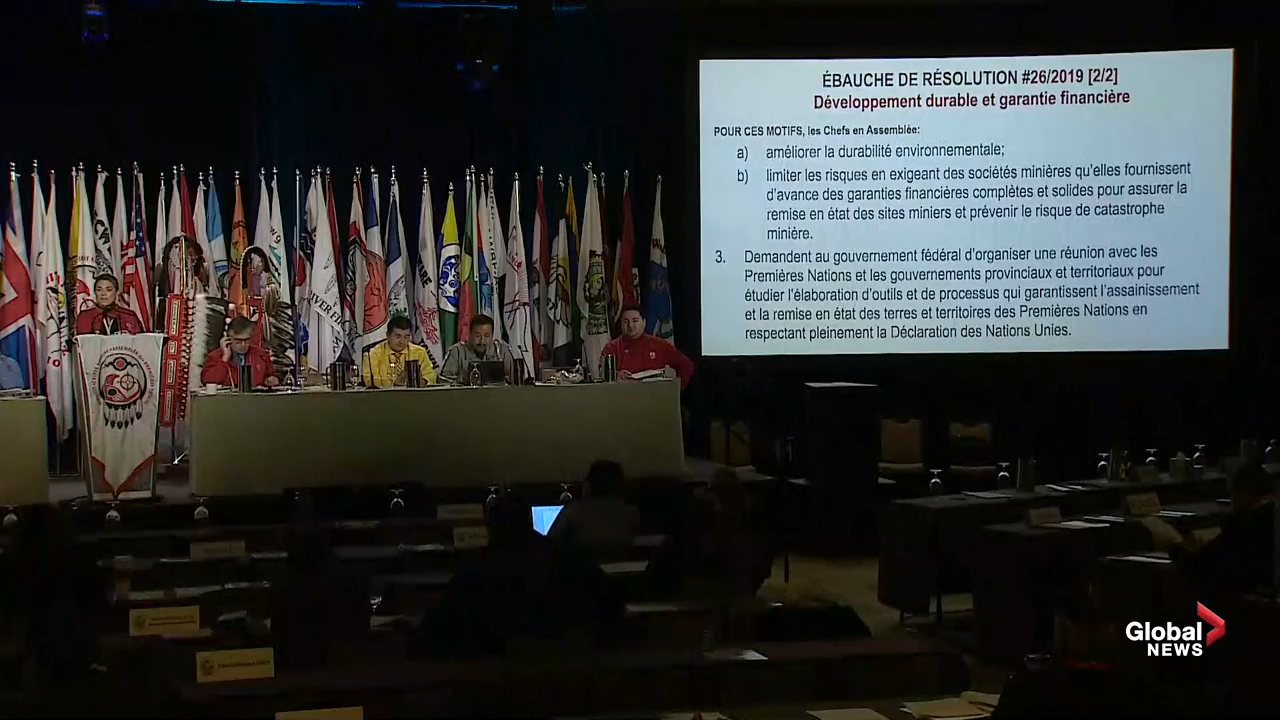 ÉBAUCHE DE RÉSOLUTION #26/2019 [2/2]
Développement durable et garantie financière
POUR CES MOTIFS, les Chefs en Assemblée:
a) améliorer la durabilité environnementale;
b) limiter les risques en exigeant des sociétés minières qu'elles fournissent
d'avance des garanties financières complètes et solides pour assurer la
remise en état des sites miniers et prévenir le risque de catastrophe
minière.
3. Demandent au gouvernement fédéral d'organiser une réunion avec les
Premières Nations et les gouvernements provinciaux et territoriaux pour
étudier l'élaboration d'outils et de processus qui garantissent l'assainissement
et la remise en état des terres et territoires des Premières Nations en
respectant pleinement la Déclaration des Nations Unies.
Global
NEWS